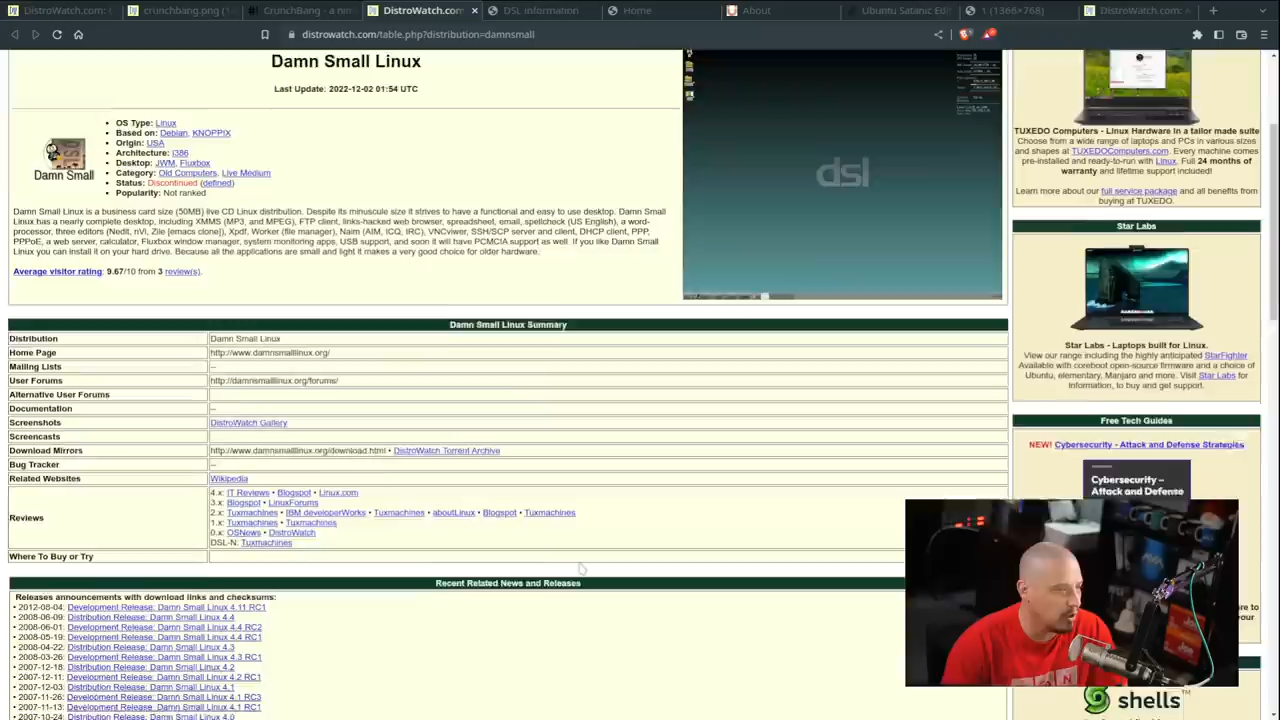 DistroWatch.com: 
crunchbang.png (1
CrunchBang - a nim
DistroWatch.com
DSL information
Home
About
Ubuntu Satanic Edi
1 (1366×768)
DistroWatch.com: 
distrowatch.com/table.php?distribution=damnsmall
Damn Small Linux
Last Update: 2022-12-02 01:54 UTC
Damn Small
• OS Type: Linux
• Based on: Debian, KNOPPIX
• Origin: USA
• Architecture: i386
• Desktop: JWM, Fluxbox
• Category: Old Computers, Live Medium
• Status: Discontinued (defined)
• Popularity: Not ranked
Damn Small Linux is a business card size (50MB) live CD Linux distribution. Despite its minuscule size it strives to have a functional and easy to use desktop. Damn Small
Linux has a nearly complete desktop, including XMMS (MP3, and MPEG), FTP client, links-hacked web browser, spreadsheet, email, spellcheck (US English), a word-
processor, three editors (Nedit, nVi, Zile [emacs clone]), Xpdf, Worker (file manager), Naim (AIM, ICQ, IRC), VNCviwer, SSH/SCP server and client, DHCP client, PPP,
PPPoE, a web server, calculator, Fluxbox window manager, system monitoring apps, USB support, and soon it will have PCMCIA support as well. If you like Damn Small
Linux you can install it on your hard drive. Because all the applications are small and light it makes a very good choice for older hardware.
Average visitor rating: 9.67/10 from 3 review(s).
dsl
Damn Small Linux Summary
Distribution Damn Small Linux
Home Page http://www.damnsmalllinux.org/
Mailing Lists --
User Forums http://damnsmalllinux.org/forums/
Alternative User Forums
Documentation --
Screenshots DistroWatch Gallery
Screencasts
Download Mirrors http://www.damnsmalllinux.org/download.html • DistroWatch Torrent Archive
Bug Tracker --
Related Websites Wikipedia
Reviews
4.x: IT Reviews • Blogspot • Linux.com
3.x: Blogspot • LinuxForums
2.x: Tuxmachines • IBM developerWorks • Tuxmachines • aboutLinux • Blogspot • Tuxmachines
1.x: Tuxmachines • Tuxmachines
0.x: OSNews • DistroWatch
DSL-N: Tuxmachines
Where To Buy or Try
Recent Related News and Releases
Releases announcements with download links and checksums:
• 2012-08-04: Development Release: Damn Small Linux 4.11 RC1
• 2008-06-09: Distribution Release: Damn Small Linux 4.4
• 2008-06-01: Development Release: Damn Small Linux 4.4 RC2
• 2008-05-19: Development Release: Damn Small Linux 4.4 RC1
• 2008-04-22: Distribution Release: Damn Small Linux 4.3
• 2008-03-26: Development Release: Damn Small Linux 4.3 RC1
• 2007-12-18: Distribution Release: Damn Small Linux 4.2
• 2007-12-11: Development Release: Damn Small Linux 4.2 RC1
• 2007-12-03: Distribution Release: Damn Small Linux 4.1
• 2007-11-26: Development Release: Damn Small Linux 4.1 RC3
• 2007-11-13: Development Release: Damn Small Linux 4.1 RC1
• 2007-10-24: Distribution Release: Damn Small Linux 4.0
TUXEDO Computers - Linux Hardware in a tailor made suite
Choose from a wide range of laptops and PCs in various sizes
and shapes at TUXEDOComputers.com. Every machine comes
pre-installed and ready-to-run with Linux. Full 24 months of
warranty and lifetime support included!
Learn more about our full service package and all benefits from
buying at TUXEDO.
Star Labs
Star Labs - Laptops built for Linux.
View our range including the highly anticipated StarFighter.
Available with coreboot open-source firmware and a choice of
Ubuntu, elementary, Manjaro and more. Visit Star Labs for
information, to buy and get support.
Free Tech Guides
NEW! Cybersecurity - Attack and Defense Strategies
Cybersecurity –
Attack and Defense
shells™